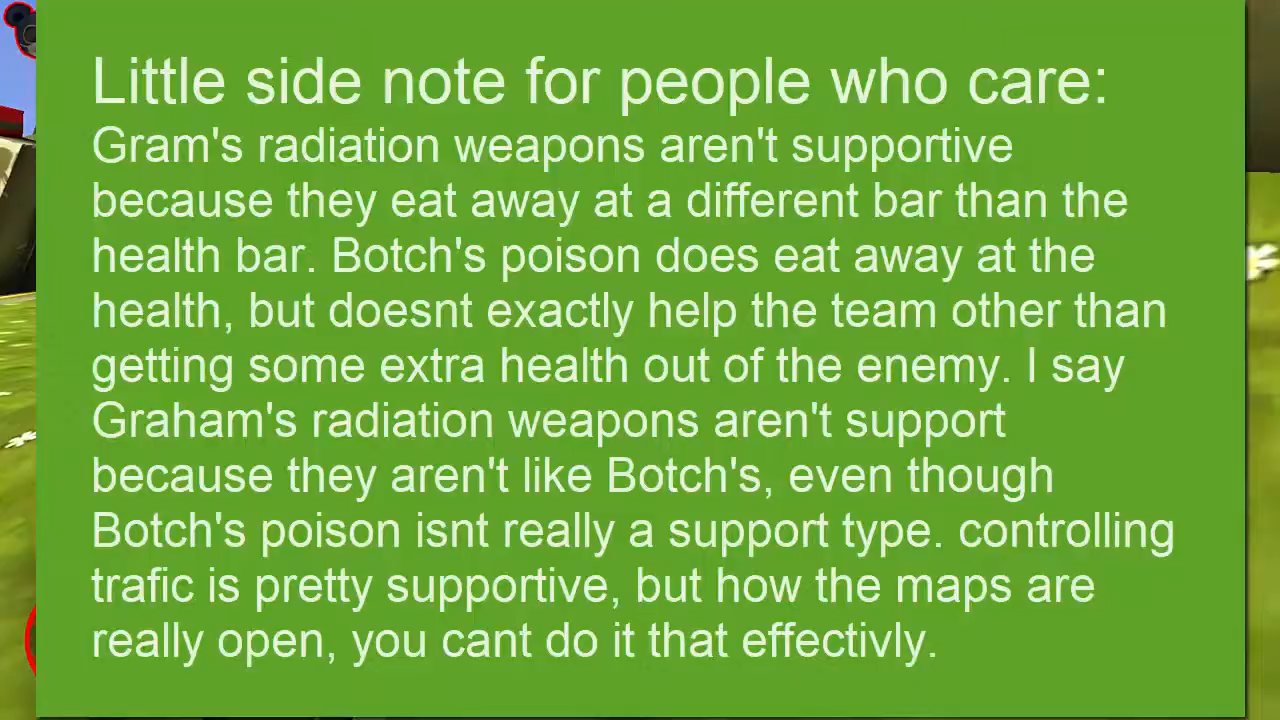 Little side note for people who care:
Gram's radiation weapons aren't supportive
because they eat away at a different bar than the
health bar. Botch's poison does eat away at the
health, but doesnt exactly help the team other than
getting some extra health out of the enemy. I say
Graham's radiation weapons aren't support
because they aren't like Botch's, even though
Botch's poison isnt really a support type. controlling
trafic is pretty supportive, but how the maps are
really open, you cant do it that effectivly.